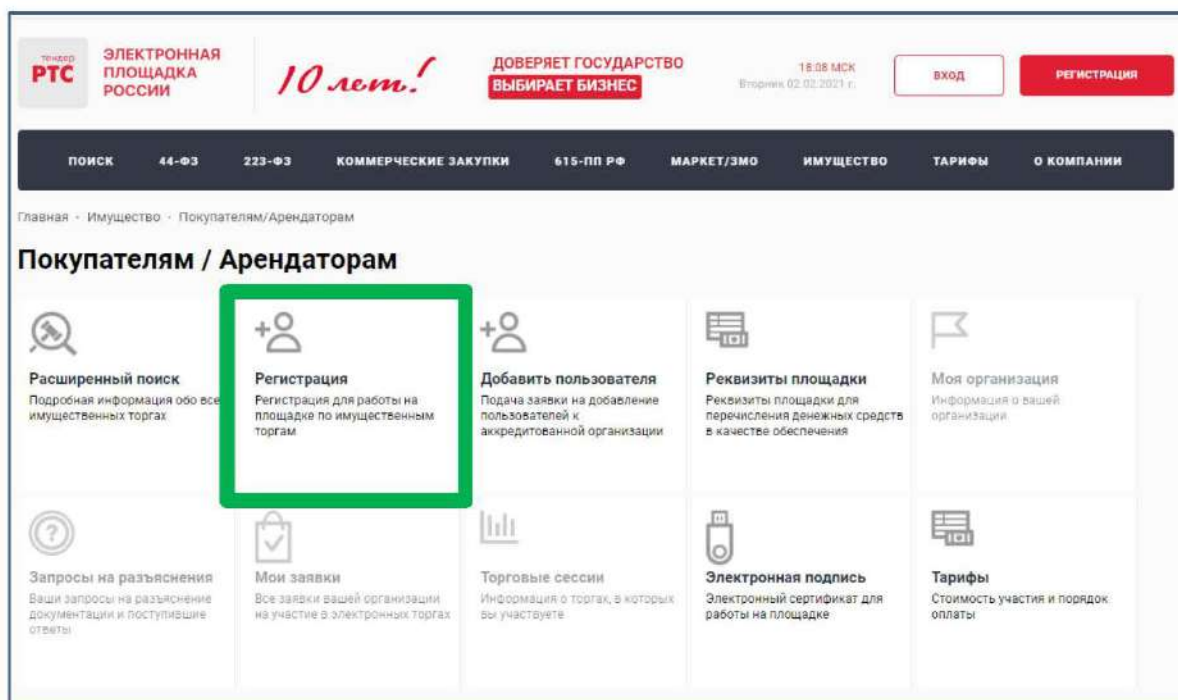 тендер
РТС
ЭЛЕКТРОННАЯ
ПЛОЩАДКА
РОССИИ
10 лет!
ДОВЕРЯЕТ ГОСУДАРСТВО
ВЫБИРАЕТ БИЗНЕС
18:08 МСК
Вторник 02.02.2021 г.
ВХОД
РЕГИСТРАЦИЯ
ПОИСК 44-ФЗ 223-ФЗ КОММЕРЧЕСКИЕ ЗАКУПКИ 615-ПП РФ МАРКЕТ/ЗМО ИМУЩЕСТВО ТАРИФЫ О КОМПАНИИ
Главная - Имущество - Покупателям/Арендаторам
Покупателям / Арендаторам
Расширенный поиск
Подробная информация обо все
имущественных торгах
Регистрация
Регистрация для работы на
площадке по имущественным
торгам
Добавить пользователя
Подача заявки на добавление
пользователей к
аккредитованной организации
Реквизиты площадки
Реквизиты площадки для
перечисления денежных средств
в качестве обеспечения
Моя организация
Информация о вашей
организации
Запросы на разъяснения
Ваши запросы на разъяснение
документации и поступившие
ответы
Мои заявки
Все заявки вашей организации
на участие в электронных торгах
Торговые сессии
Информация о торгах, в которых
вы участвуете
Электронная подпись
Электронный сертификат для
работы на площадке
Тарифы
Стоимость участия и порядок
оплаты